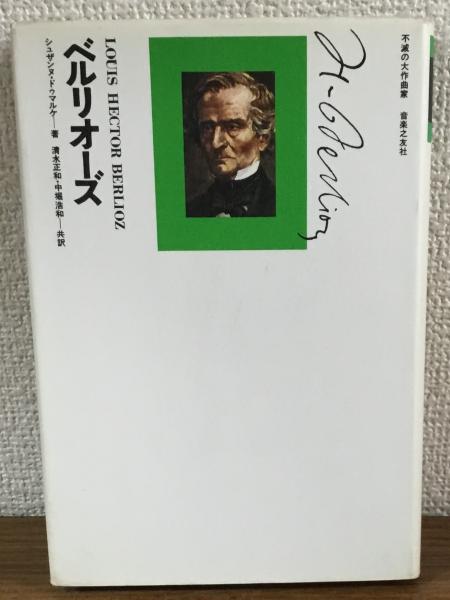 不滅の大作曲家 音楽之友社
H. Berlioz
LOUIS HECTOR BERLIOZ
ベルリオーズ
シュザンヌ・ドゥマルケ―著 清水正和・中堀浩和―共訳